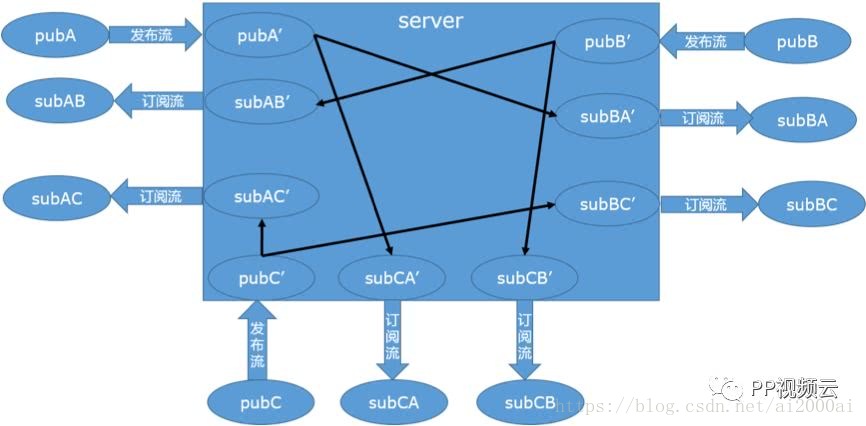 server
pubA
发布流
pubA′
pubB′
发布流
pubB
subAB
订阅流
subAB′
subBA′
订阅流
subBA
subAC
订阅流
subAC′
subBC′
订阅流
subBC
pubC′
subCA′
subCB′
发布流
订阅流
订阅流
pubC
subCA
subCB
PP视频云
https://blog.csdn.net/ai2000ai